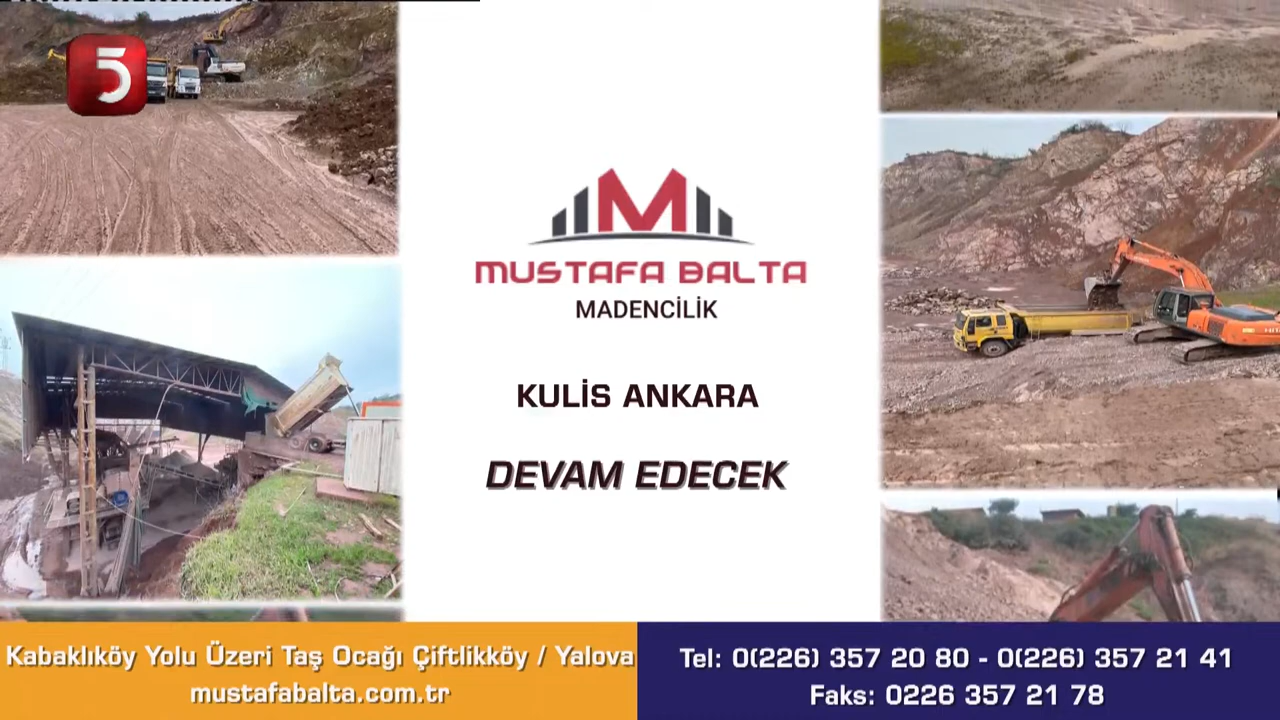 5
M
MUSTAFA BALTA
MADENCİLİK
KULİS ANKARA
DEVAM EDECEK
Kabaklıköy Yolu Üzeri Taş Ocağı Çiftlikköy / Yalova
mustafabalta.com.tr
Tel: 0(226) 357 20 80 - 0(226) 357 21 41
Faks: 0226 357 21 78